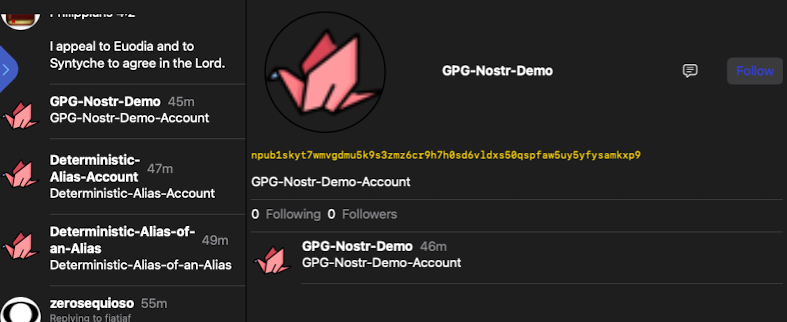 Philippians 4:2
I appeal to Euodia and to
Syntyche to agree in the Lord.
GPG-Nostr-Demo 45m
GPG-Nostr-Demo-Account
Deterministic-
Alias-Account 47m
Deterministic-Alias-Account
Deterministic-Alias-of-
an-Alias 49m
Deterministic-Alias-of-an-Alias
zerosequioso 55m
Replying to fiatjaf
GPG-Nostr-Demo
Follow
npub1skyt7wmvgdmu5k9s3zmz6cr9h7h0sd6vldxs50qspfaw5uy5yfysamkxp9
GPG-Nostr-Demo-Account
0 Following 0 Followers
GPG-Nostr-Demo 46m
GPG-Nostr-Demo-Account